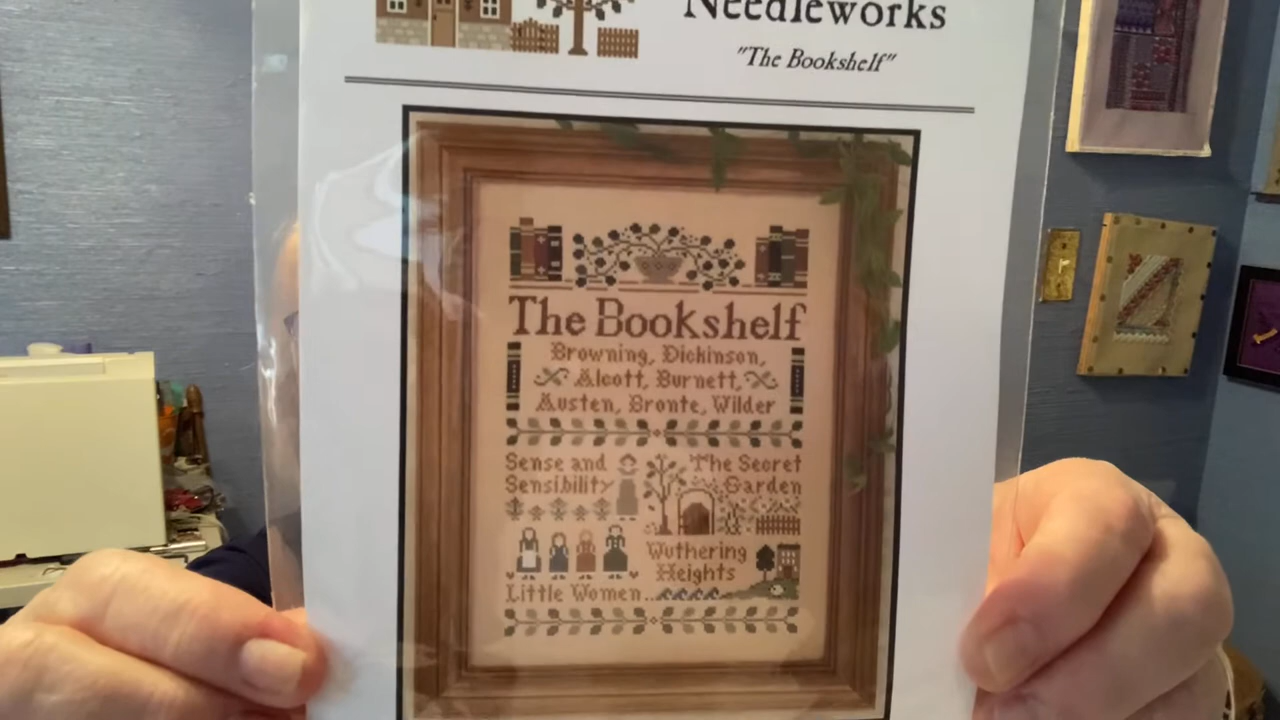 Needleworks
"The Bookshelf"
The Bookshelf
Browning, Dickinson,
Alcott, Burnett,
Austen, Bronte, Wilder
Sense and
Sensibility
The Secret
Garden
Wuthering
Heights
Little Women...